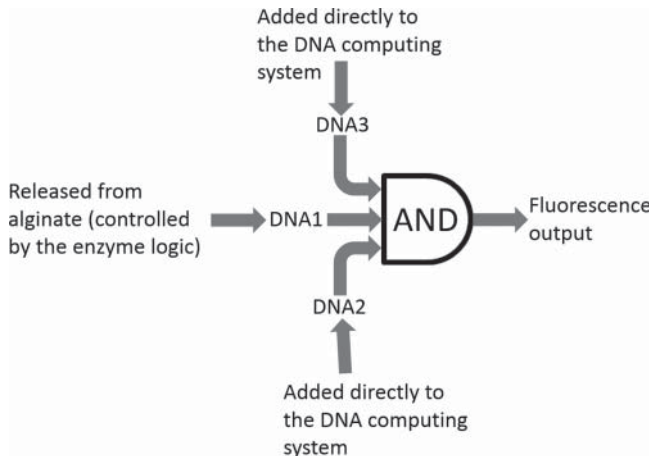 Added directly to
the DNA computing
system
DNA3
Released from
alginate (controlled
by the enzyme logic)
DNA1
AND
Fluorescence
output
DNA2
Added directly to
the DNA computing
system